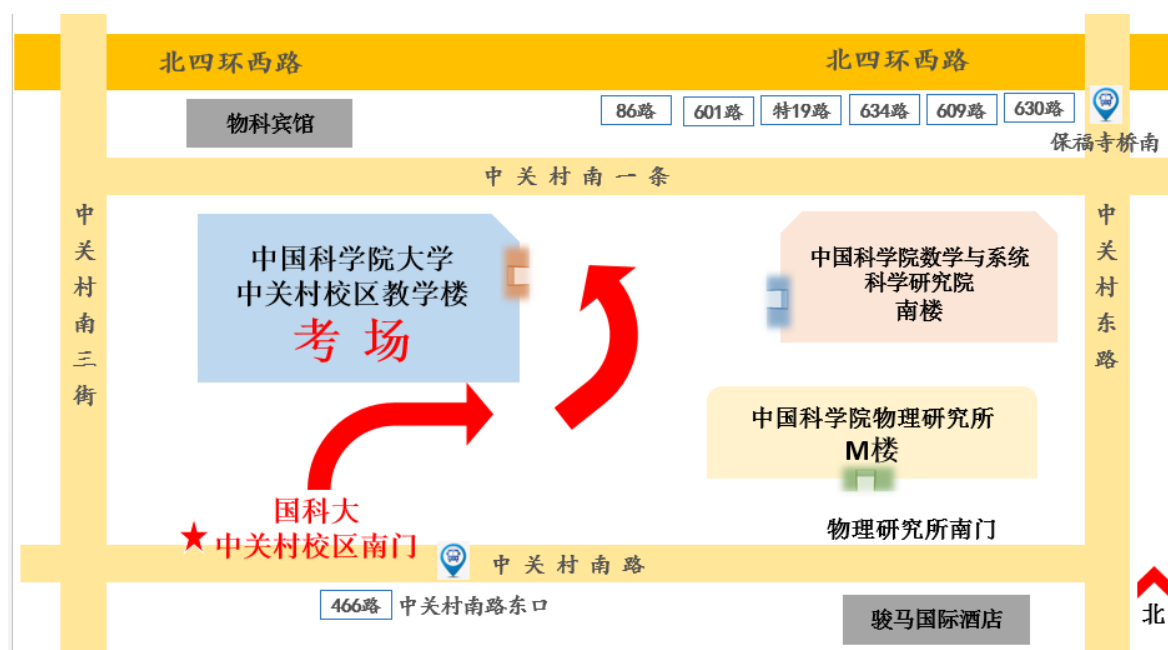 北四环西路
北四环西路
物科宾馆
86路
601路
特19路
634路
609路
630路
保福寺桥南
中关村南一条
中关村南三街
中关村东路
中国科学院大学
中关村校区教学楼
考场
中国科学院数学与系统
科学研究院
南楼
中国科学院物理研究所
M楼
物理研究所南门
国科大
中关村校区南门
中关村南路
466路
中关村南路东口
骏马国际酒店
北